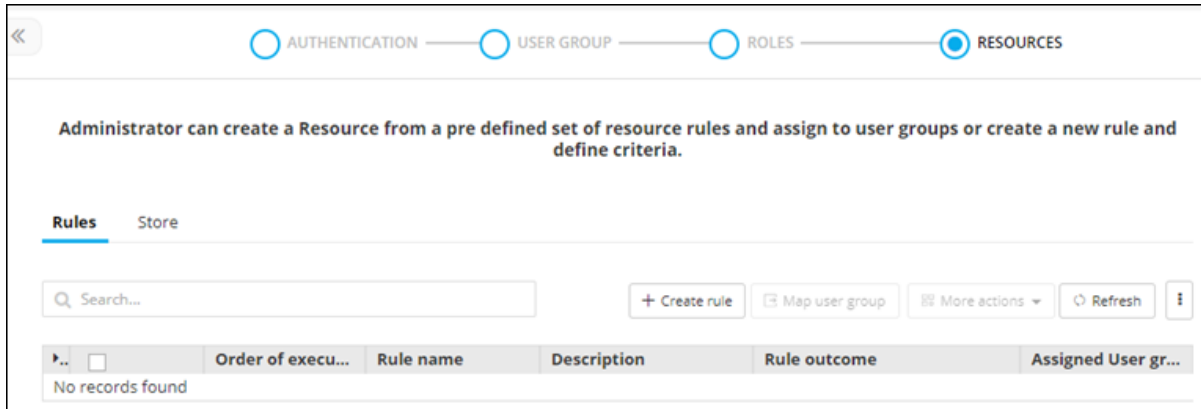 AUTHENTICATION USER GROUP ROLES RESOURCES
Administrator can create a Resource from a pre defined set of resource rules and assign to user groups or create a new rule and
define criteria.
Rules Store
Search... + Create rule Map user group More actions Refresh
Order of execu... Rule name Description Rule outcome Assigned User gr...
No records found